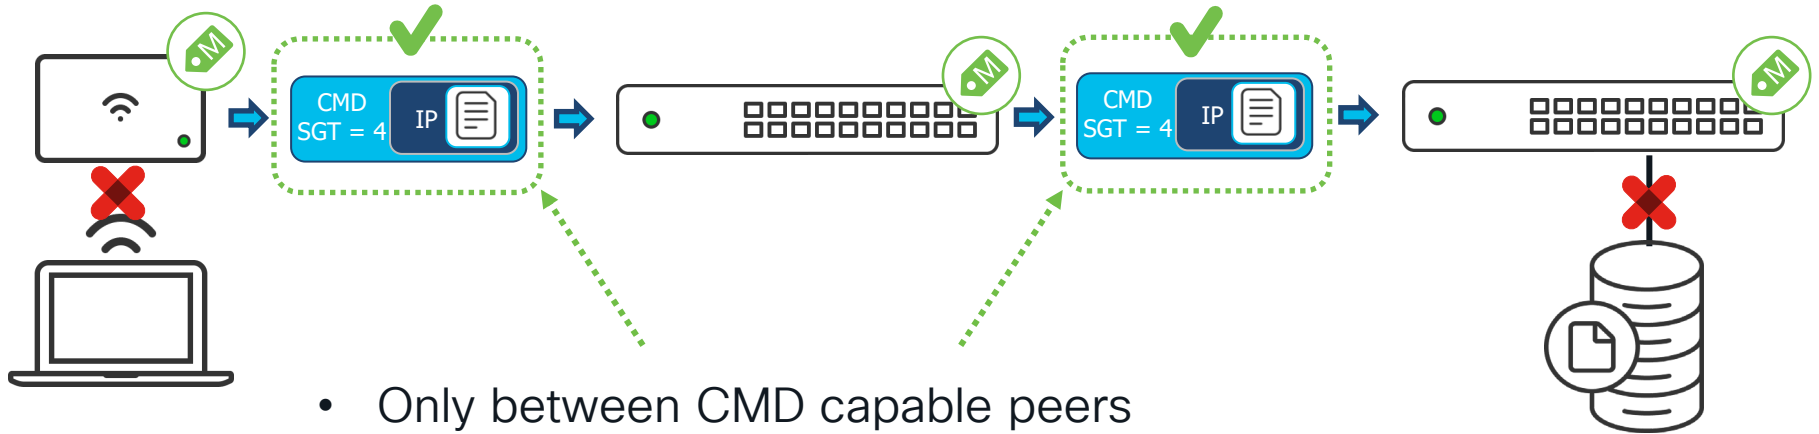 M
CMD
SGT = 4
IP
M
CMD
SGT = 4
IP
M
• Only between CMD capable peers